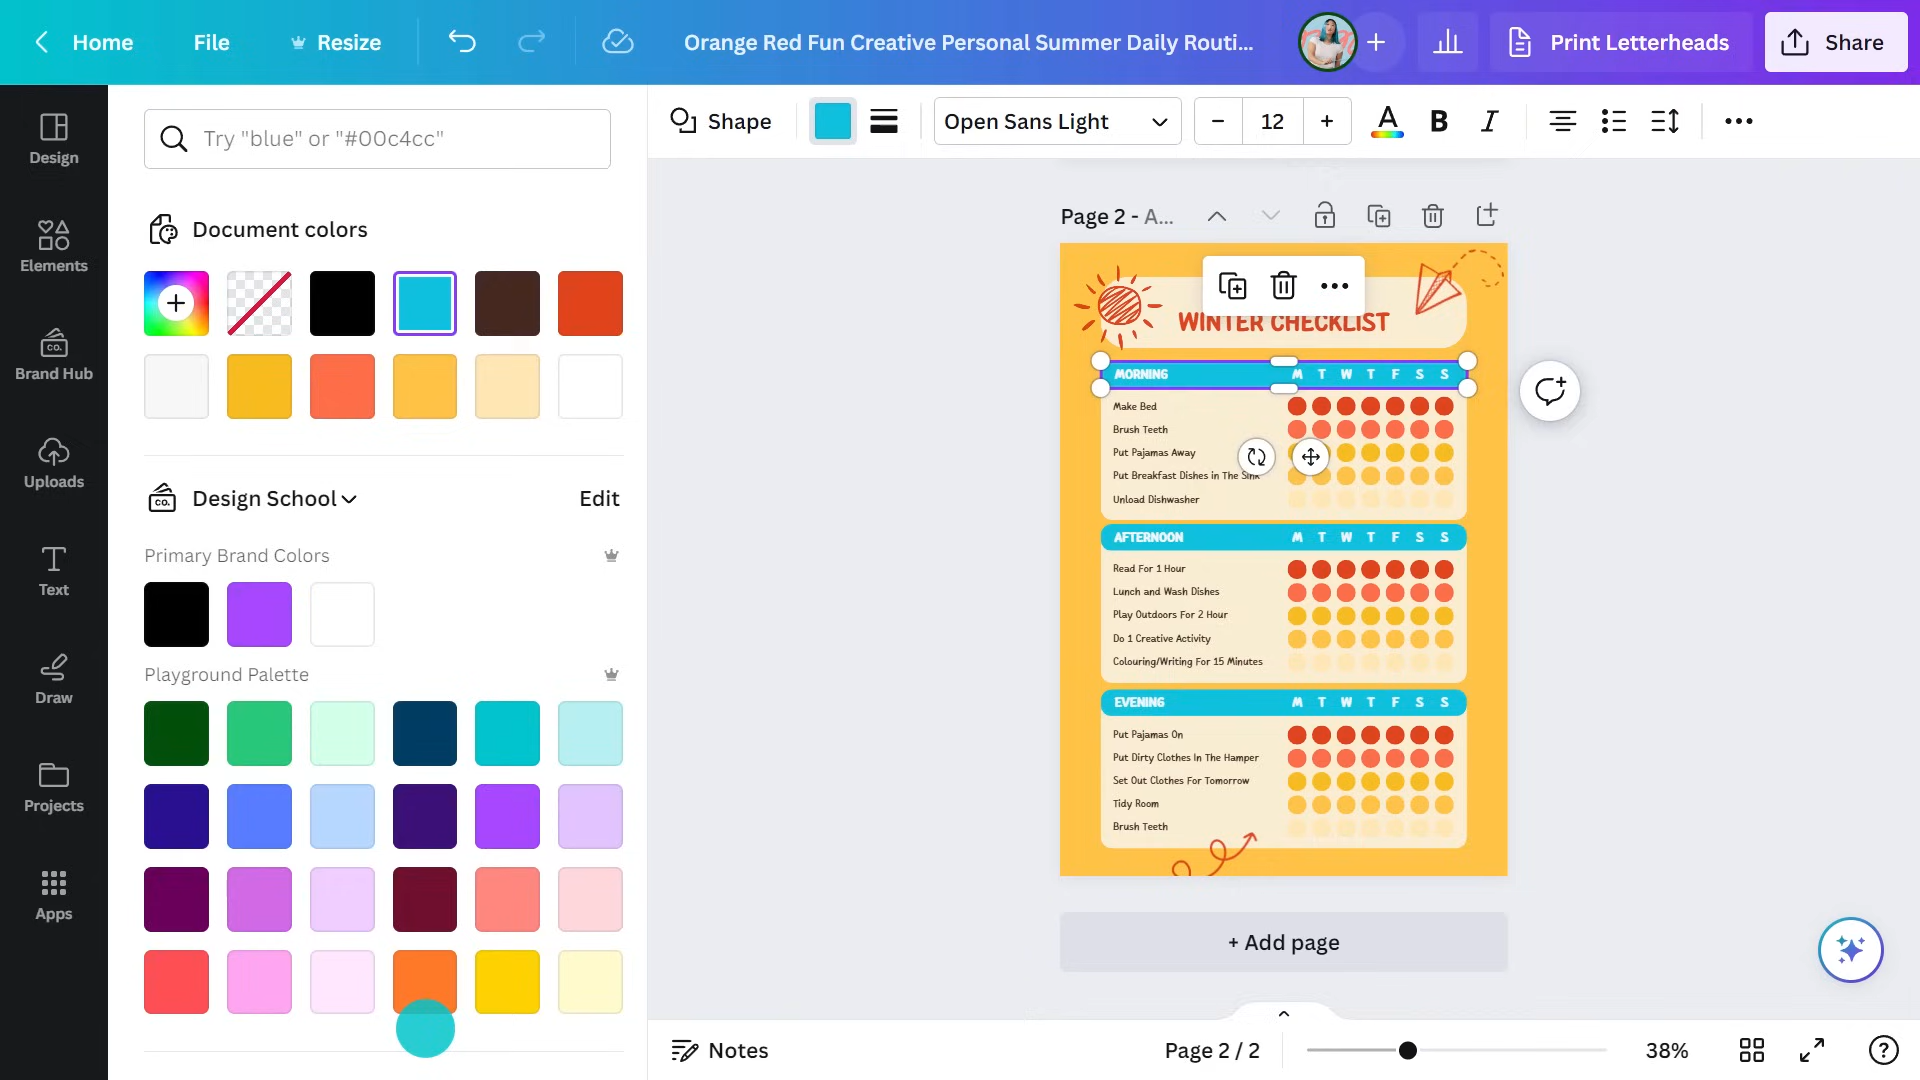 Home
File
Resize
Orange Red Fun Creative Personal Summer Daily Routi...
Print Letterheads
Share
Design
Elements
CO.
Brand Hub
Uploads
Text
Draw
Projects
Apps
Try "blue" or "#00c4cc"
Document colors
CO.
Design School
Edit
Primary Brand Colors
Playground Palette
Shape
Open Sans Light
12
A
B
I
Page 2 - A...
WINTER CHECKLIST
MORNING M T W T F S S
Make Bed
Brush Teeth
Put Pajamas Away
Put Breakfast Dishes in The Sink
Unload Dishwasher
AFTERNOON M T W T F S S
Read For 1 Hour
Lunch and Wash Dishes
Play Outdoors For 2 Hour
Do 1 Creative Activity
Colouring/Writing For 15 Minutes
EVENING M T W T F S S
Put Pajamas On
Put Dirty Clothes In The Hamper
Set Out Clothes For Tomorrow
Tidy Room
Brush Teeth
+ Add page
Notes
Page 2 / 2
38%
?